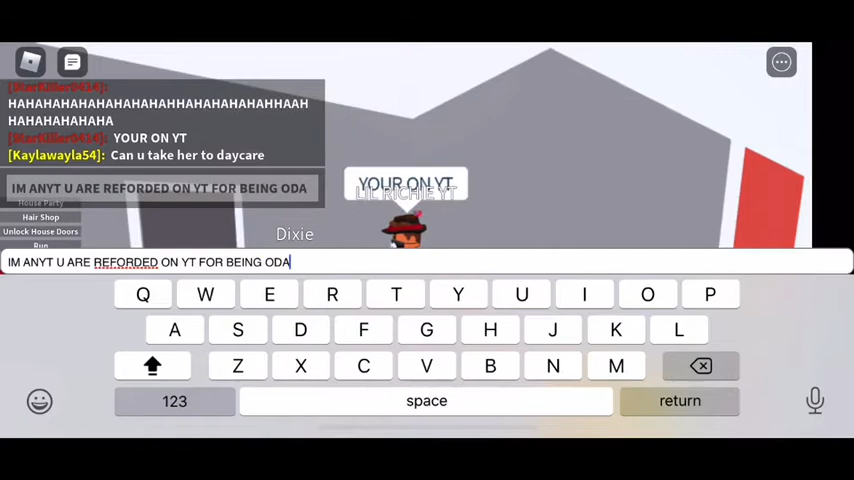 HAHAHAHAHAHAHAHAHHAHAHAHAHHAAH
HAHAHAHAHAHA
YOUR ON YT
[Kaylawayla54]: Can u take her to daycare
IM ANYT U ARE REFORDED ON YT FOR BEING ODA
House Party
Hair Shop
Unlock House Doors
Run
YOUR ON YT
LIL RICHIE YT
Dixie
IM ANYT U ARE REFORDED ON YT FOR BEING ODA
Q W E R T Y U I O P
A S D F G H J K L
Z X C V B N M
123 space return